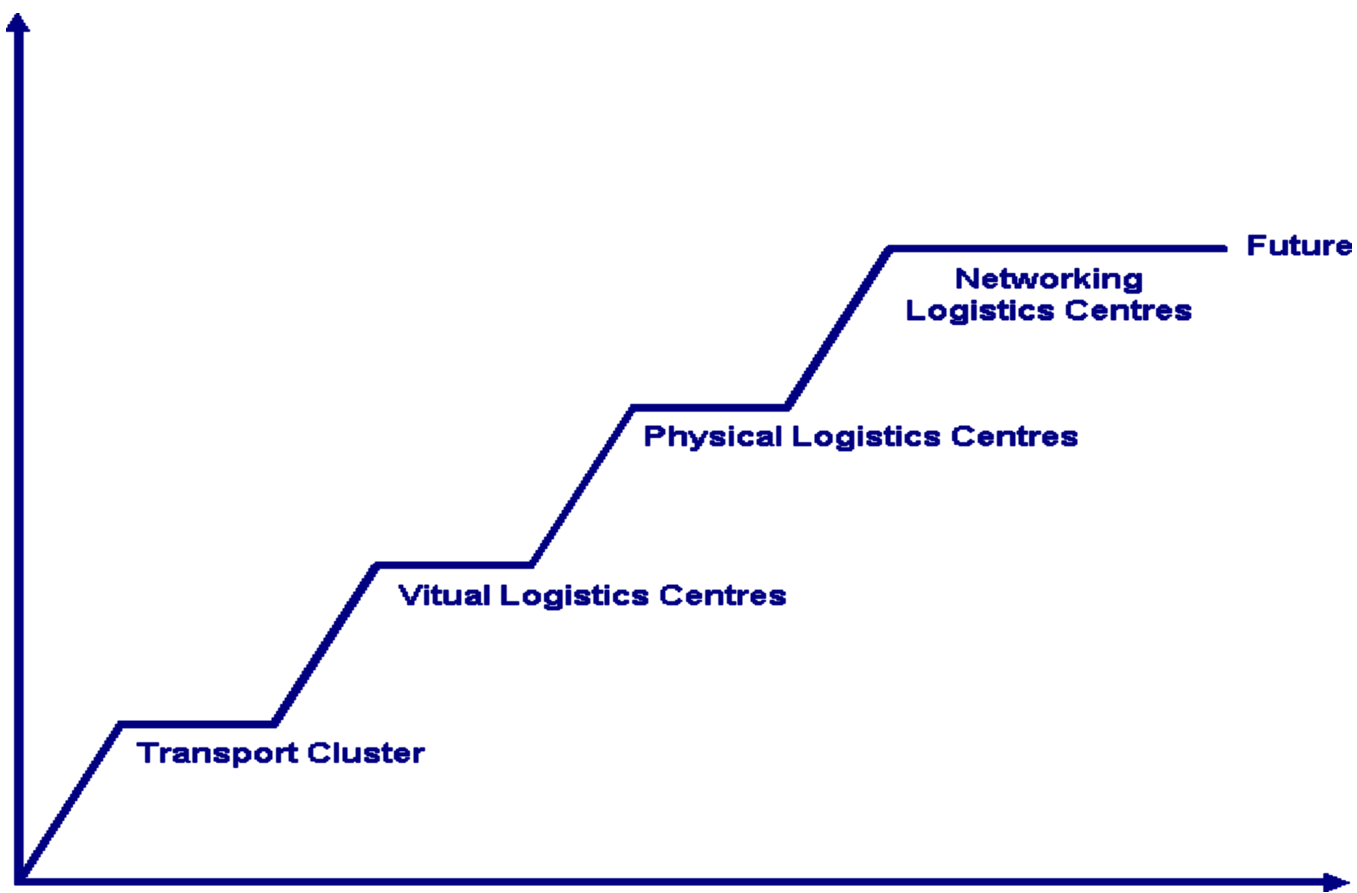 Future
Networking
Logistics Centres
Physical Logistics Centres
Vitual Logistics Centres
Transport Cluster